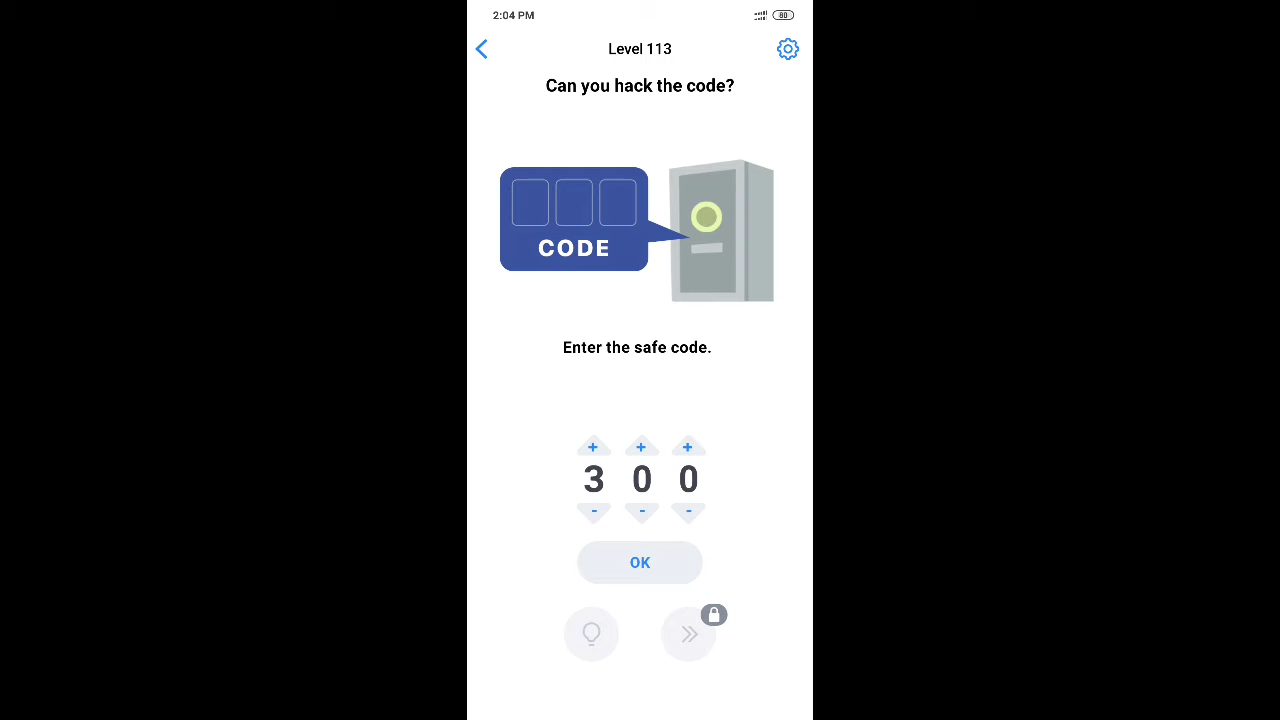 2:04 PM
80
Level 113
Can you hack the code?
CODE
Enter the safe code.
+ + +
3 0 0
- - -
OK